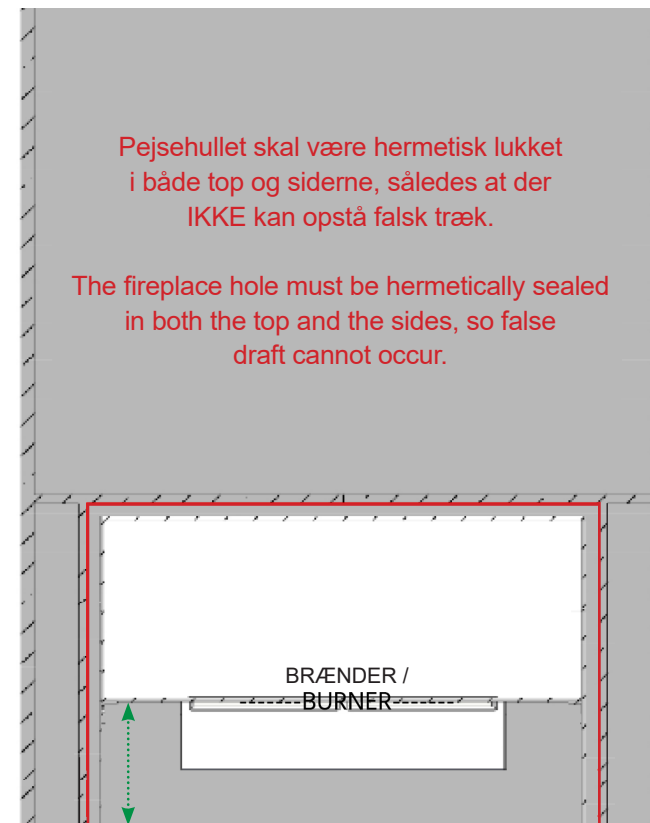 Pejsehullet skal være hermetisk lukket
i både top og siderne, således at der
IKKE kan opstå falsk træk.
The fireplace hole must be hermetically sealed
in both the top and the sides, so false
draft cannot occur.
BRÆNDER /
BURNER